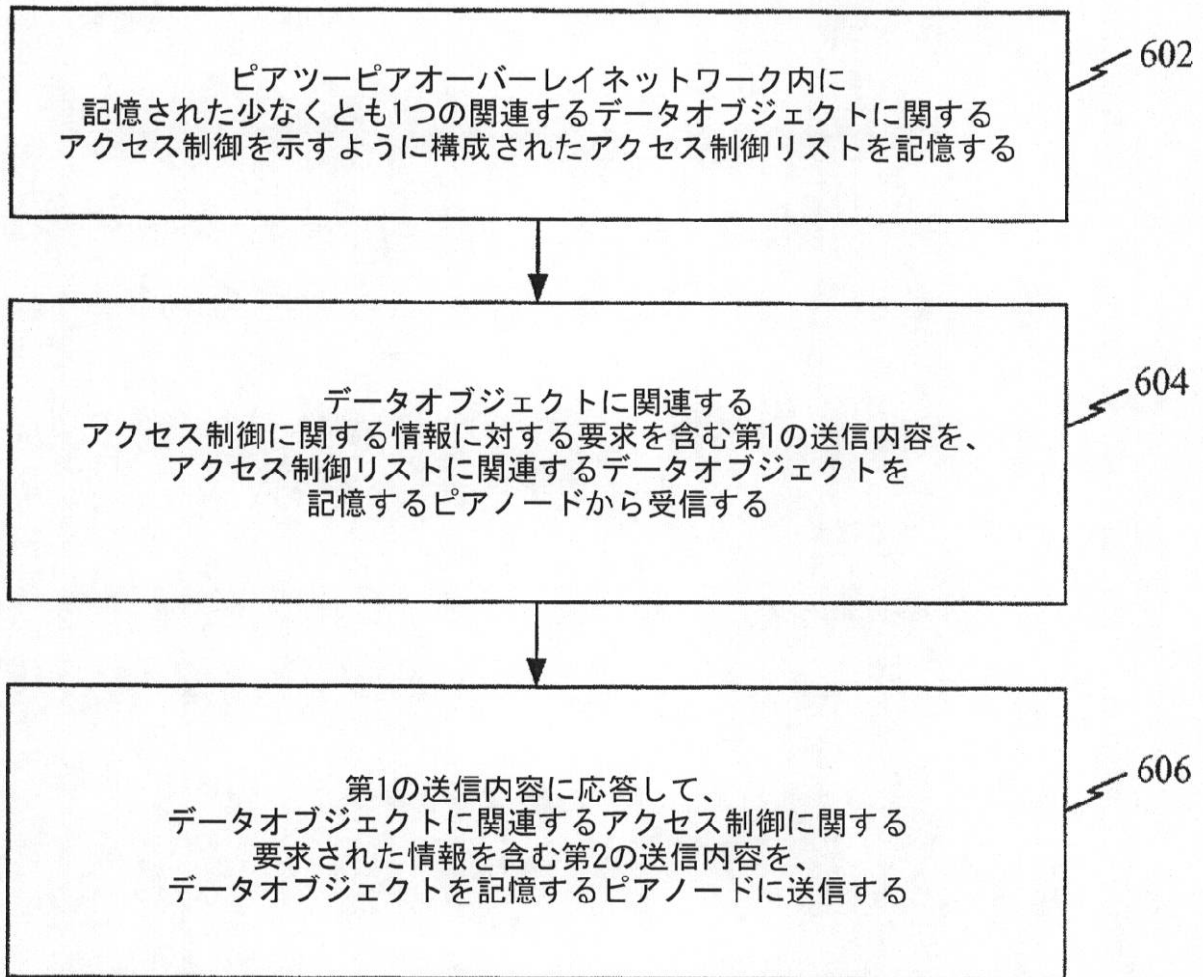 ピアツーピアオーバーレイネットワーク内に
記憶された少なくとも1つの関連するデータオブジェクトに関する
アクセス制御を示すように構成されたアクセス制御リストを記憶する
602
データオブジェクトに関連する
アクセス制御に関する情報に対する要求を含む第1の送信内容を、
アクセス制御リストに関連するデータオブジェクトを
記憶するピアノードから受信する
604
第1の送信内容に応答して、
データオブジェクトに関連するアクセス制御に関する
要求された情報を含む第2の送信内容を、
データオブジェクトを記憶するピアノードに送信する
606